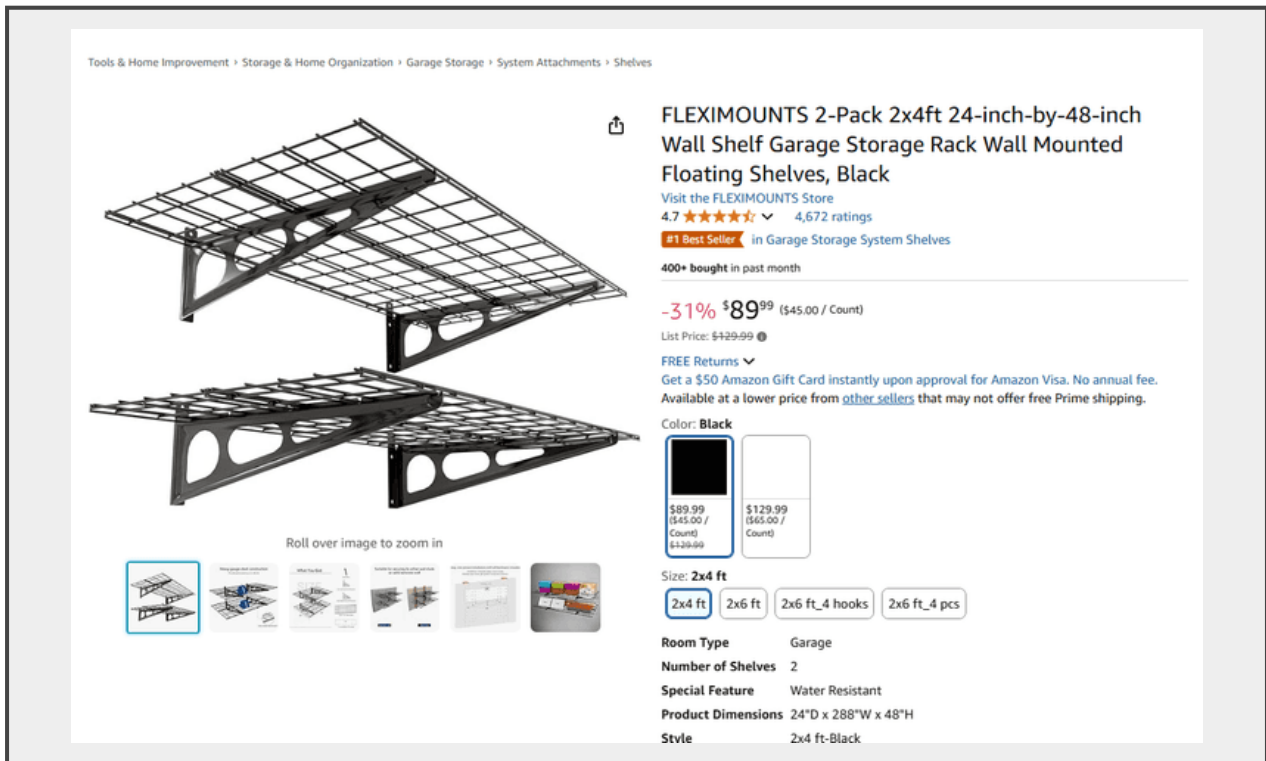 Tools & Home Improvement › Storage & Home Organization › Garage Storage › System Attachments › Shelves
FLEXIMOUNTS 2-Pack 2x4ft 24-inch-by-48-inch
Wall Shelf Garage Storage Rack Wall Mounted
Floating Shelves, Black
Visit the FLEXIMOUNTS Store
4.7 4,672 ratings
#1 Best Seller in Garage Storage System Shelves
400+ bought in past month
-31% $8999 ($45.00 / Count)
List Price: $129.99
FREE Returns
Get a $50 Amazon Gift Card instantly upon approval for Amazon Visa. No annual fee.
Available at a lower price from other sellers that may not offer free Prime shipping.
Color: Black
$89.99
($45.00 /
Count)
$129.99
$129.99
($65.00 /
Count)
Size: 2x4 ft
2x4 ft 2x6 ft 2x6 ft_4 hooks 2x6 ft_4 pcs
Room Type Garage
Number of Shelves 2
Special Feature Water Resistant
Product Dimensions 24"D x 288"W x 48"H
Style 2x4 ft-Black
Roll over image to zoom in